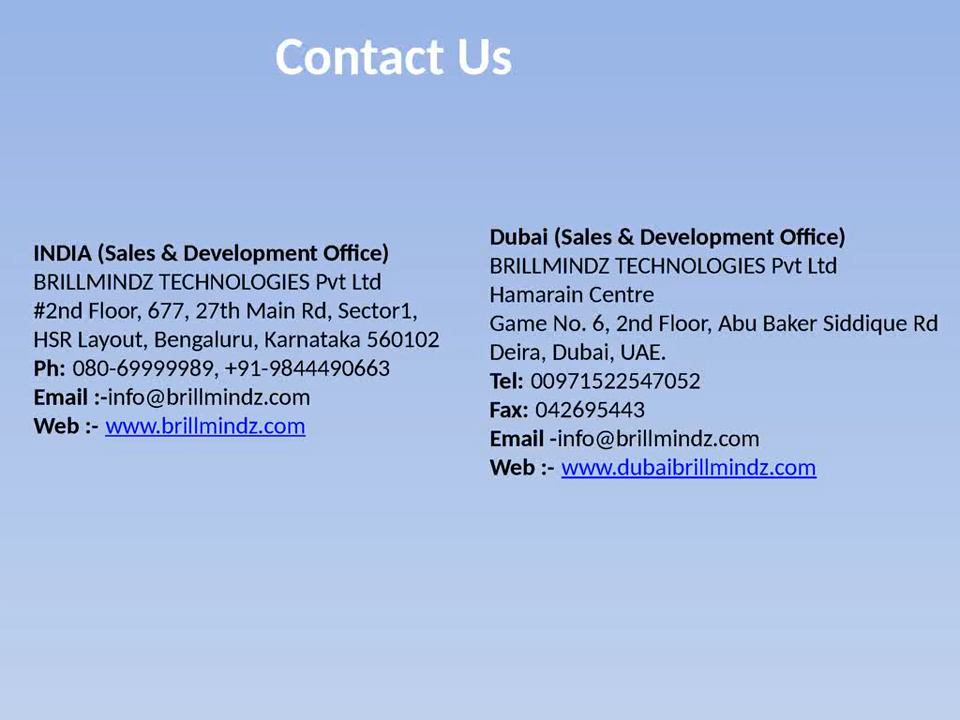 Contact Us
INDIA (Sales & Development Office)
BRILLMINDZ TECHNOLOGIES Pvt Ltd
#2nd Floor, 677, 27th Main Rd, Sector1,
HSR Layout, Bengaluru, Karnataka 560102
Ph: 080-69999989, +91-9844490663
Email :-info@brillmindz.com
Web :- www.brillmindz.com
Dubai (Sales & Development Office)
BRILLMINDZ TECHNOLOGIES Pvt Ltd
Hamarain Centre
Game No. 6, 2nd Floor, Abu Baker Siddique Rd
Deira, Dubai, UAE.
Tel: 00971522547052
Fax: 042695443
Email -info@brillmindz.com
Web :- www.dubaibrillmindz.com